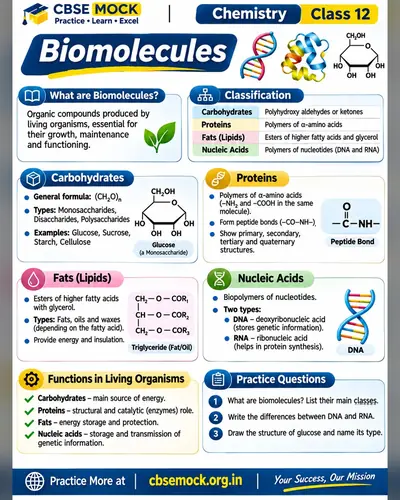 CBSE MOCK
Practice • Learn • Excel
Chemistry
Class 12
Biomolecules
CH₂OH
O
OH
OH
OH
What are Biomolecules?
Organic compounds produced by
living organisms, essential for
their growth, maintenance
and functioning.
Classification
Carbohydrates Polyhydroxy aldehydes or ketones
Proteins Polymers of α-amino acids
Fats (Lipids) Esters of higher fatty acids and glycerol
Nucleic Acids Polymers of nucleotides (DNA and RNA)
Carbohydrates
• General formula: (CH₂O)ₙ
• Types: Monosaccharides,
Disaccharides, Polysaccharides
• Examples: Glucose, Sucrose,
Starch, Cellulose
CH₂OH
O
OH
OH
OH
Glucose
(a Monosaccharide)
Proteins
• Polymers of α-amino acids
(–NH₂ and –COOH in the same
molecule).
• Form peptide bonds (–CO–NH–).
• Show primary, secondary,
tertiary and quaternary
structures.
O
C — NH—
Peptide Bond
Fats (Lipids)
• Esters of higher fatty acids
with glycerol.
• Types: Fats, oils and waxes
(depending on the fatty acid).
• Provide energy and insulation.
CH₂ — O — COR₁
CH — O — COR₂
CH₂ — O — COR₃
Triglyceride (Fat/Oil)
Nucleic Acids
• Biopolymers of nucleotides.
• Two types:
• DNA – deoxyribonucleic acid
(stores genetic information).
• RNA – ribonucleic acid
(helps in protein synthesis).
DNA
Functions in Living Organisms
✓ Carbohydrates – main source of energy.
✓ Proteins – structural and catalytic (enzymes) role.
✓ Fats – energy storage and protection.
✓ Nucleic acids – storage and transmission of
genetic information.
Practice Questions
1 What are biomolecules? List their main classes.
2 Write the differences between DNA and RNA.
3 Draw the structure of glucose and name its type.
Practice More at
cbsemock.org.in
Your Success, Our Mission